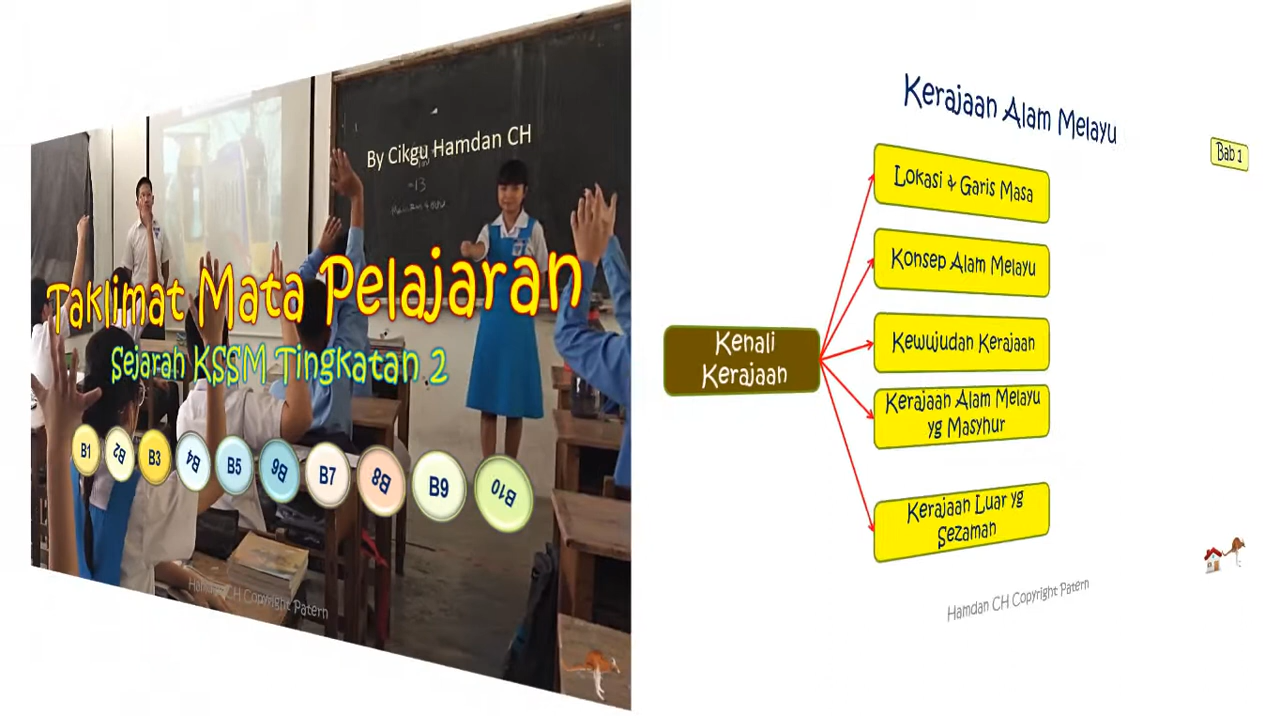 By Cikgu Hamdan CH
=13
Taklimat Mata Pelajaran
Sejarah KSSM Tingkatan 2
B1
B2
B3
B4
B5
B6
B7
B8
B9
B10
Hamdan CH Copyright Patern
Kerajaan Alam Melayu
Bab 1
Lokasi & Garis Masa
Konsep Alam Melayu
Kewujudan Kerajaan
Kerajaan Alam Melayu
yg Masyhur
Kerajaan Luar yg
Sezaman
Kenali
Kerajaan
Hamdan CH Copyright Patern